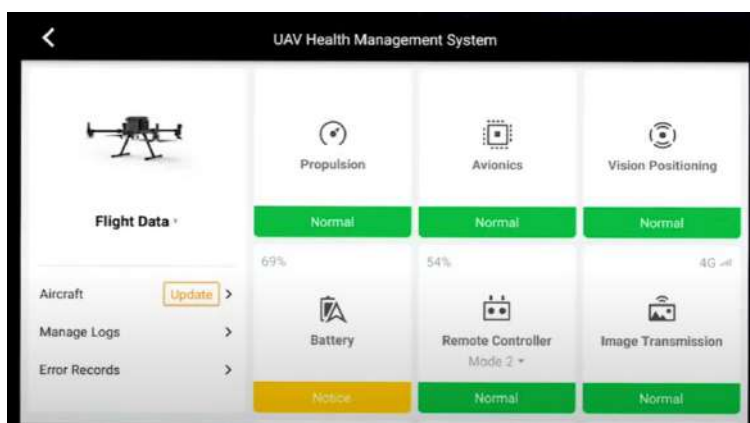 UAV Health Management System
Flight Data
Aircraft
Update
Manage Logs
Error Records
Propulsion
Normal
Avionics
Normal
Vision Positioning
Normal
69%
Battery
Notice
54%
Remote Controller
Mode 2
Normal
4G
Image Transmission
Normal